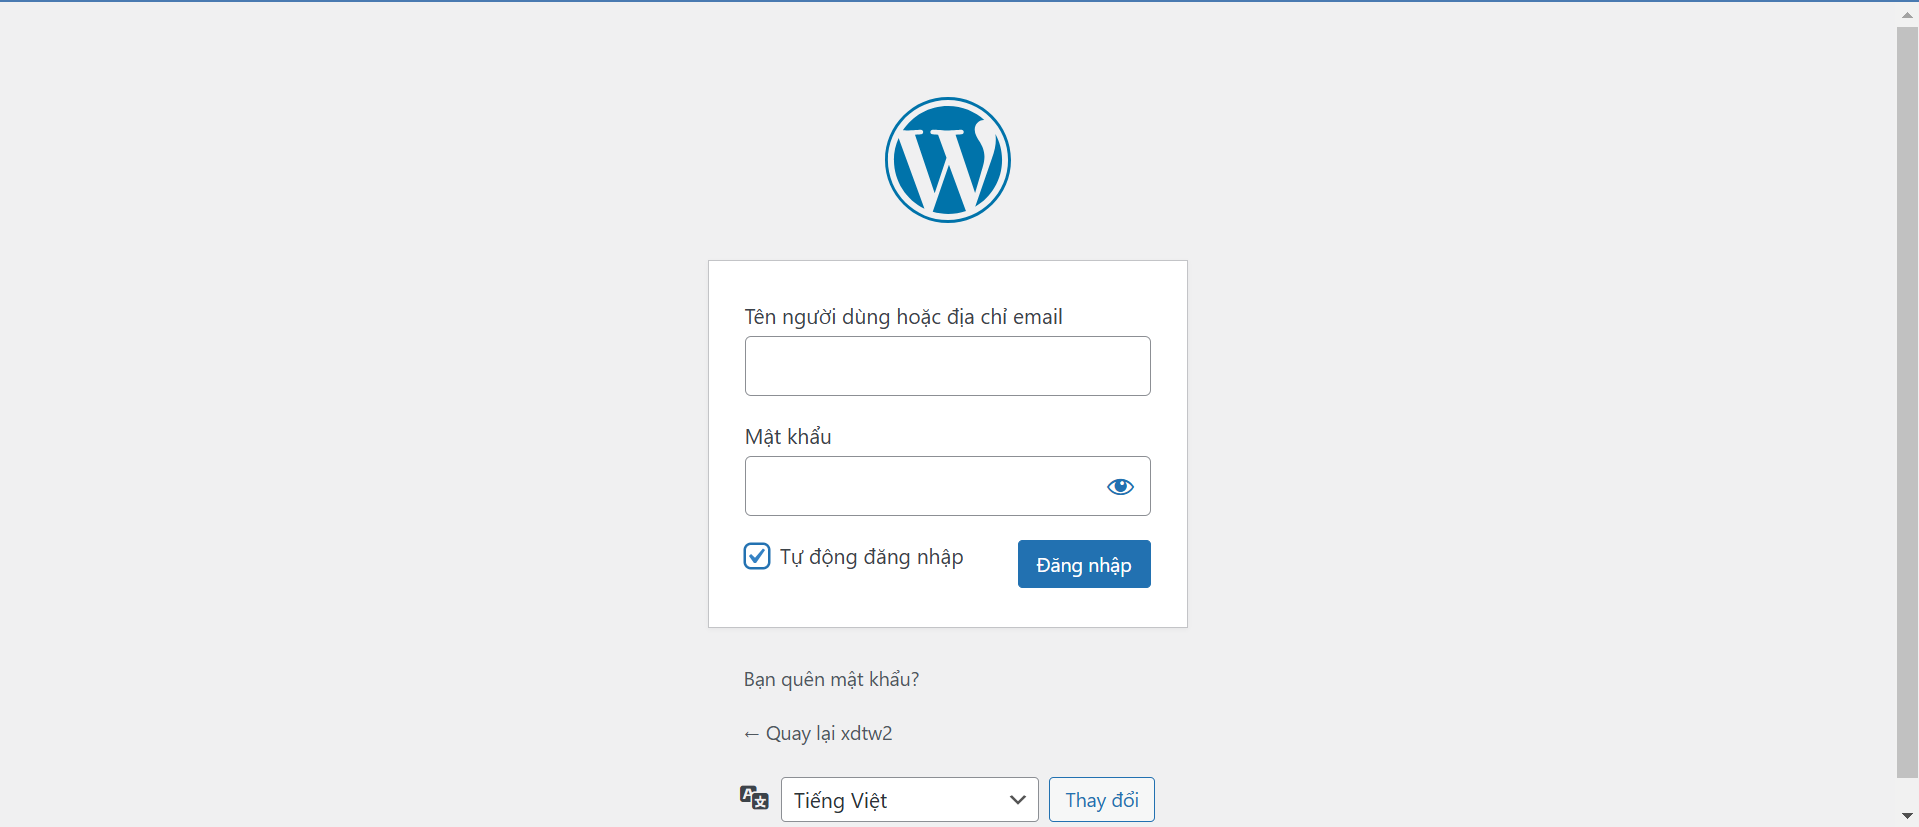 Tên người dùng hoặc địa chỉ email
Mật khẩu
Tự động đăng nhập
Đăng nhập
Bạn quên mật khẩu?
← Quay lại xdtw2
Tiếng Việt
Thay đổi